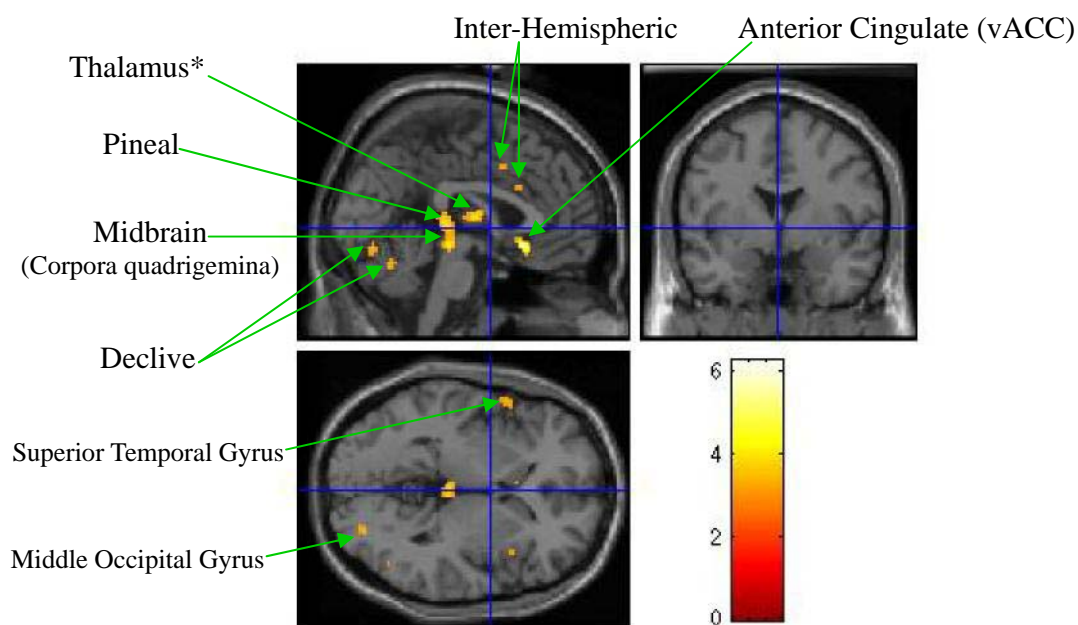 Inter-Hemispheric
Anterior Cingulate (vACC)
Thalamus*
Pineal
Midbrain
(Corpora quadrigemina)
Declive
Superior Temporal Gyrus
Middle Occipital Gyrus
6
4
2
0